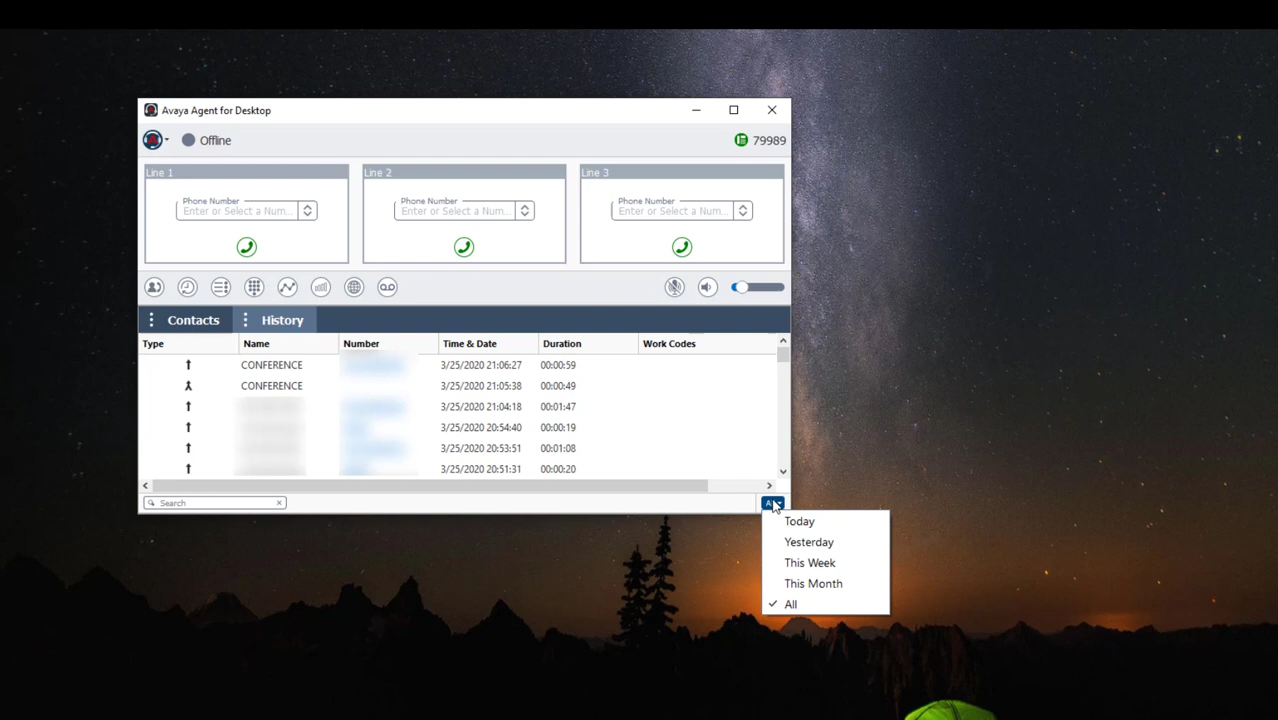 Avaya Agent for Desktop
Offline
79989
Line 1
Line 2
Line 3
Phone Number
Phone Number
Phone Number
Enter or Select a Num...
Enter or Select a Num...
Enter or Select a Num...
Contacts
History
Type Name Number Time & Date Duration Work Codes
CONFERENCE 3/25/2020 21:06:27 00:00:59
CONFERENCE 3/25/2020 21:05:38 00:00:49
3/25/2020 21:04:18 00:01:47
3/25/2020 20:54:40 00:00:19
3/25/2020 20:53:51 00:01:08
3/25/2020 20:51:31 00:00:20
Search
Today
Yesterday
This Week
This Month
All